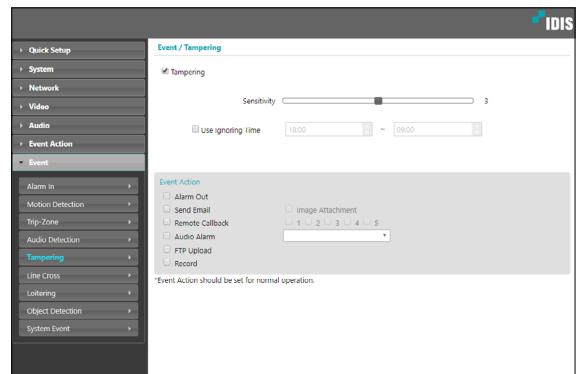 IDIS
Quick Setup
System
Network
Video
Audio
Event Action
Event
Alarm In
Motion Detection
Trip-Zone
Audio Detection
Tampering
Line Cross
Loitering
Object Detection
System Event
Event / Tampering
Tampering
Sensitivity 3
Use Ignoring Time 18:00 ~ 09:00
Event Action
Alarm Out
Send Email Image Attachment
Remote Callback 1 2 3 4 5
Audio Alarm
FTP Upload
Record
*Event Action should be set for normal operation.